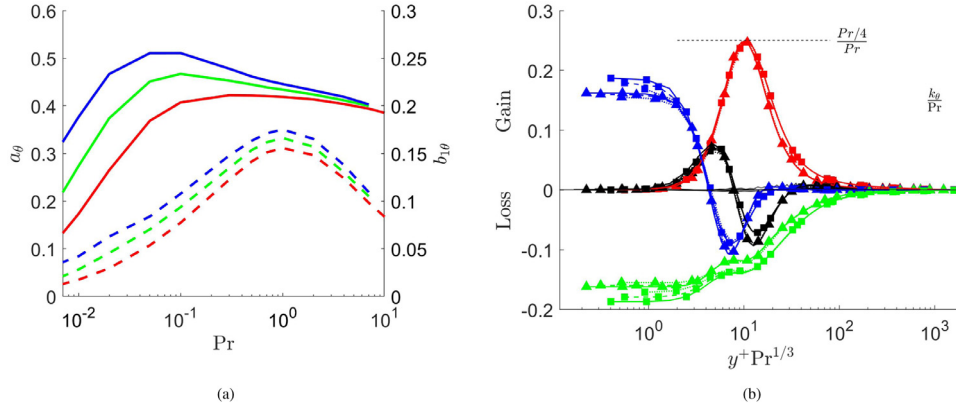 0.6
0.5
0.4
0.3
0.2
0.1
0
a_θ
0.3
0.25
0.2
0.15
0.1
0.05
0
b_{1θ}
10^{-2}
10^{-1}
10^{0}
10^{1}
Pr
(a)
0.3
0.2
0.1
0
-0.1
-0.2
Gain
Loss
Pr/4
Pr
k_θ
Pr
10^{0}
10^{1}
10^{2}
10^{3}
y^+Pr^{1/3}
(b)